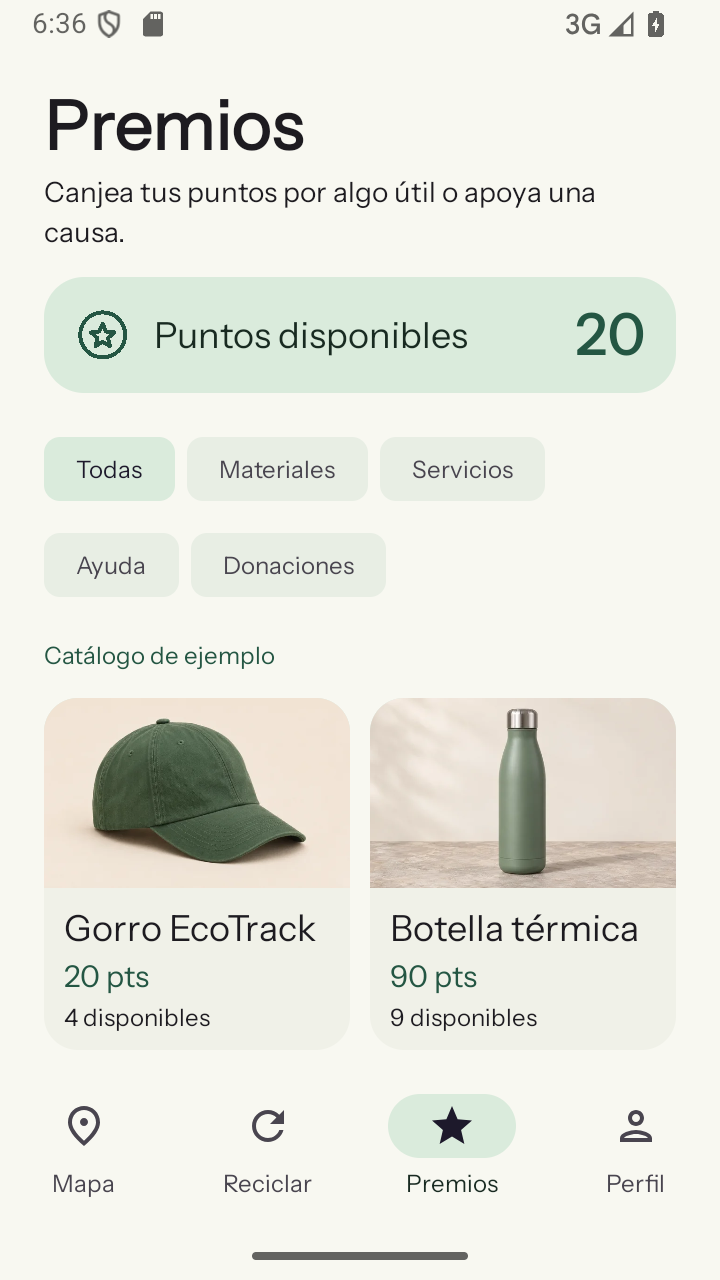 6:36
3G
Premios
Canjea tus puntos por algo útil o apoya una
causa.
Puntos disponibles 20
Todas Materiales Servicios
Ayuda Donaciones
Catálogo de ejemplo
Gorro EcoTrack
20 pts
4 disponibles
Botella térmica
90 pts
9 disponibles
Mapa Reciclar Premios Perfil